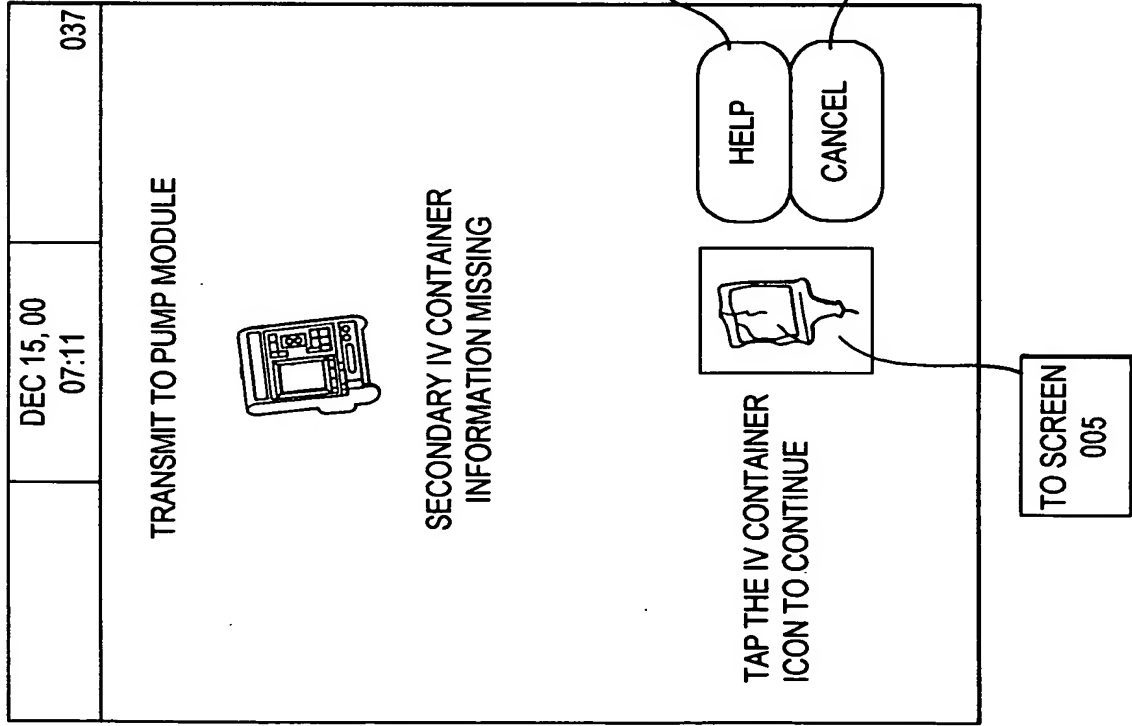 DEC 15, 00
07:11
037
TRANSMIT TO PUMP MODULE
SECONDARY IV CONTAINER
INFORMATION MISSING
TAP THE IV CONTAINER
ICON TO CONTINUE
HELP
CANCEL
TO SCREEN
005